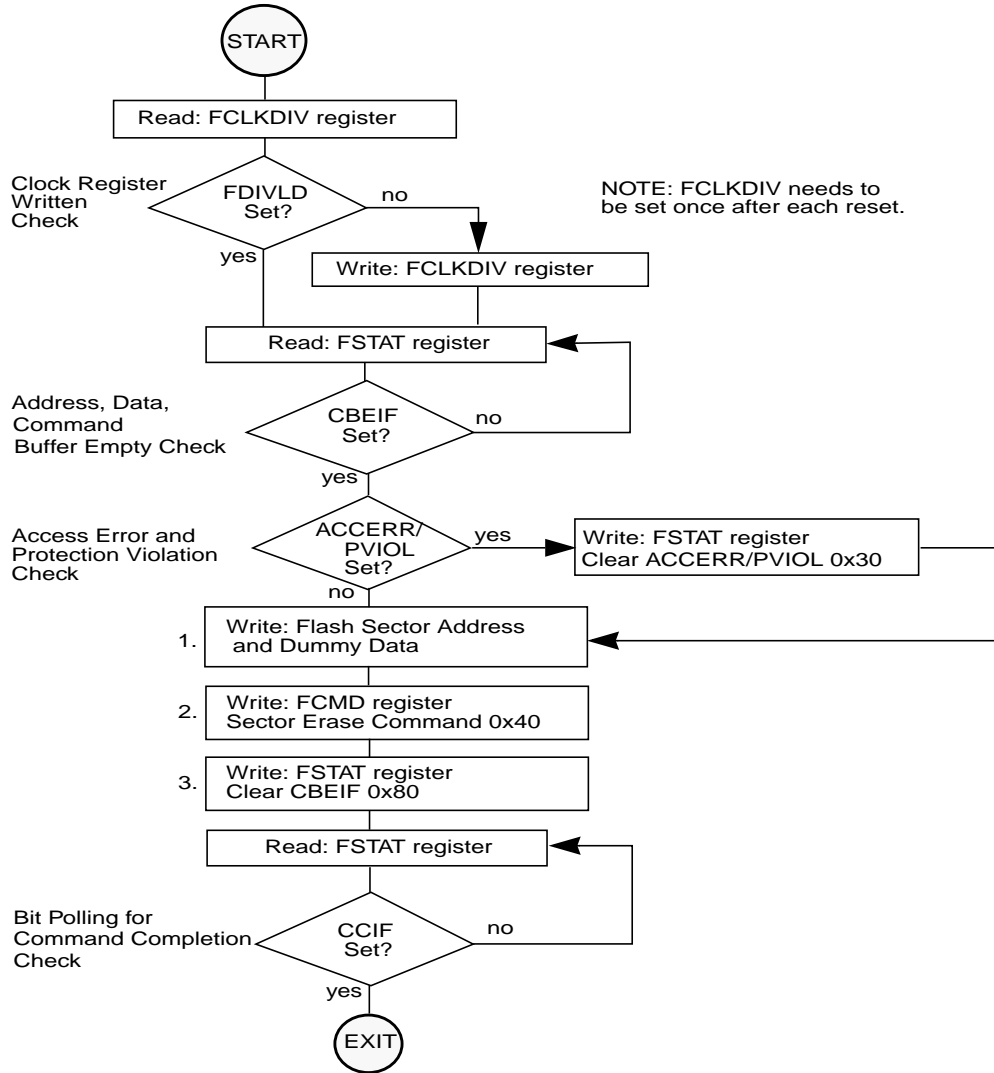 START
Read: FCLKDIV register
Clock Register
Written
Check
FDIVLD
Set?
no
yes
NOTE: FCLKDIV needs to
be set once after each reset.
Write: FCLKDIV register
Read: FSTAT register
Address, Data,
Command
Buffer Empty Check
CBEIF
Set?
no
yes
Access Error and
Protection Violation
Check
ACCERR/
PVIOL
Set?
yes
no
Write: FSTAT register
Clear ACCERR/PVIOL 0x30
1.
Write: Flash Sector Address
and Dummy Data
2.
Write: FCMD register
Sector Erase Command 0x40
3.
Write: FSTAT register
Clear CBEIF 0x80
Read: FSTAT register
Bit Polling for
Command Completion
Check
CCIF
Set?
no
yes
EXIT